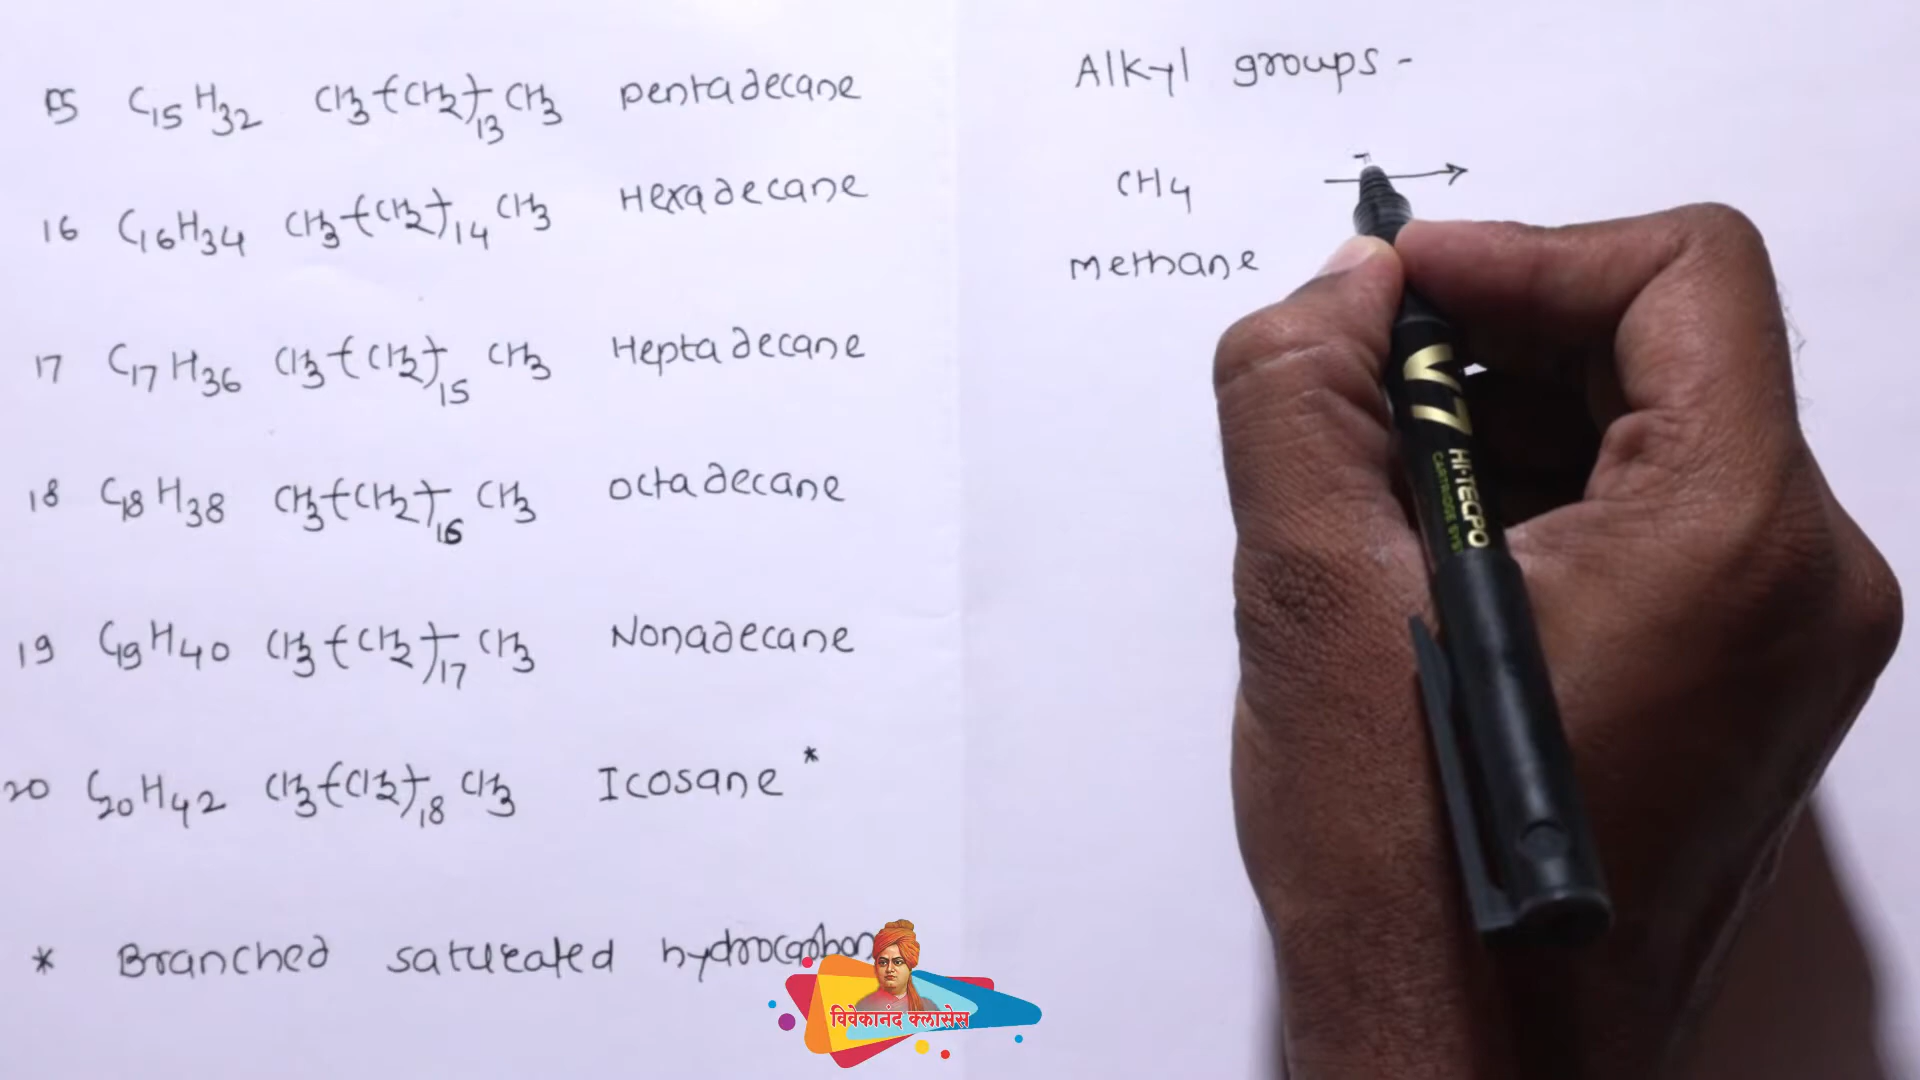 15 C15H32 CH3-(CH2)-13 CH3 pentadecane
16 C16H34 CH3-(CH2)-14 CH3 Hexadecane
17 C17H36 CH3-(CH2)-15 CH3 Heptadecane
18 C18H38 CH3-(CH2)-16 CH3 octadecane
19 C19H40 CH3-(CH2)-17 CH3 Nonadecane
20 C20H42 CH3-(CH2)-18 CH3 Icosane *
* Branched saturated hydrocarbon
Alkyl groups -
CH4 →
methane
V7
HI-TECPO
CARTRIDGE SYST
विवेकानंद क्लासेस